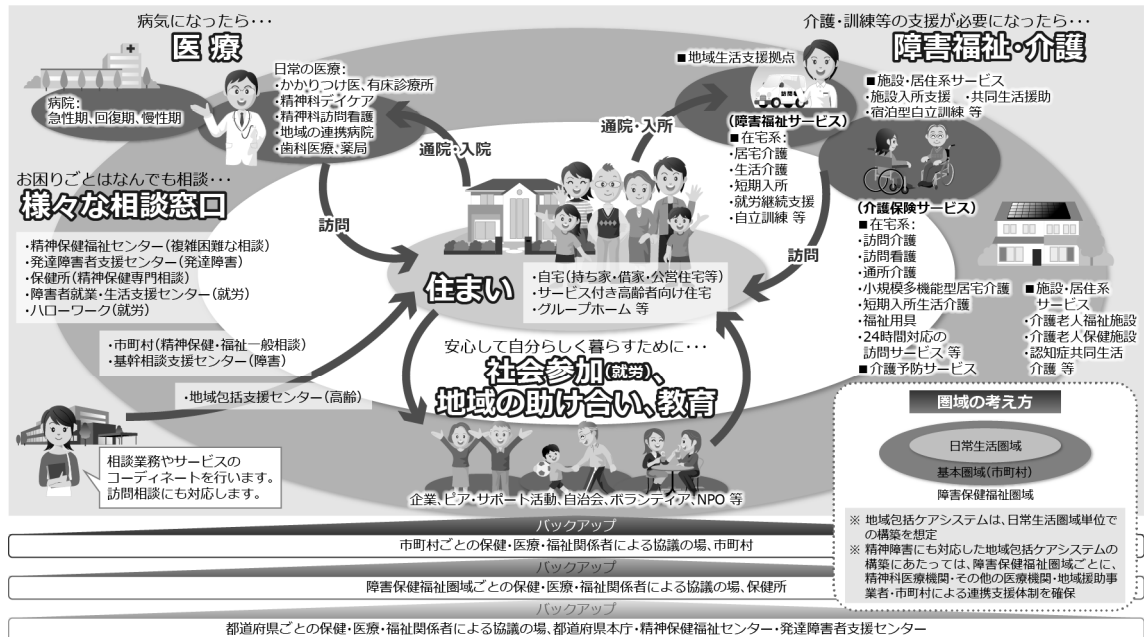 病気になったら･･･
医療
病院：
急性期、回復期、慢性期
日常の医療：
・かかりつけ医、有床診療所
・精神科デイケア
・精神科訪問看護
・地域の連携病院
・歯科医療、薬局
通院・入院
訪問
お困りごとはなんでも相談･･･
様々な相談窓口
・精神保健福祉センター（複雑困難な相談）
・発達障害者支援センター（発達障害）
・保健所（精神保健専門相談）
・障害者就業・生活支援センター（就労）
・ハローワーク（就労）
・市町村（精神保健・福祉一般相談）
・基幹相談支援センター（障害）
・地域包括支援センター（高齢）
相談業務やサービスの
コーディネートを行います。
訪問相談にも対応します。
住まい
・自宅（持ち家・借家・公営住宅等）
・サービス付き高齢者向け住宅
・グループホーム 等
安心して自分らしく暮らすために･･･
社会参加（就労）、
地域の助け合い、教育
企業、ピア・サポート活動、自治会、ボランティア、NPO 等
介護・訓練等の支援が必要になったら･･･
障害福祉・介護
■地域生活支援拠点
訪問
通院・入所
（障害福祉サービス）
■在宅系：
・居宅介護
・生活介護
・短期入所
・就労継続支援
・自立訓練 等
訪問
■施設・居住系サービス
・施設入所支援 ・共同生活援助
・宿泊型自立訓練 等
（介護保険サービス）
■在宅系：
・訪問介護
・訪問看護
・通所介護
・小規模多機能型居宅介護
・短期入所生活介護
・福祉用具
・24時間対応の
訪問サービス 等
■介護予防サービス
■施設・居住系
サービス
・介護老人福祉施設
・介護老人保健施設
・認知症共同生活
介護 等
圏域の考え方
日常生活圏域
基本圏域（市町村）
障害保健福祉圏域
※ 地域包括ケアシステムは、日常生活圏域単位で
の構築を想定
※ 精神障害にも対応した地域包括ケアシステムの
構築にあたっては、障害保健福祉圏域ごとに、
精神科医療機関・その他の医療機関・地域援助事
業者・市町村による連携支援体制を確保
バックアップ
市町村ごとの保健・医療・福祉関係者による協議の場、市町村
バックアップ
障害保健福祉圏域ごとの保健・医療・福祉関係者による協議の場、保健所
バックアップ
都道府県ごとの保健・医療・福祉関係者による協議の場、都道府県本庁・精神保健福祉センター・発達障害者支援センター